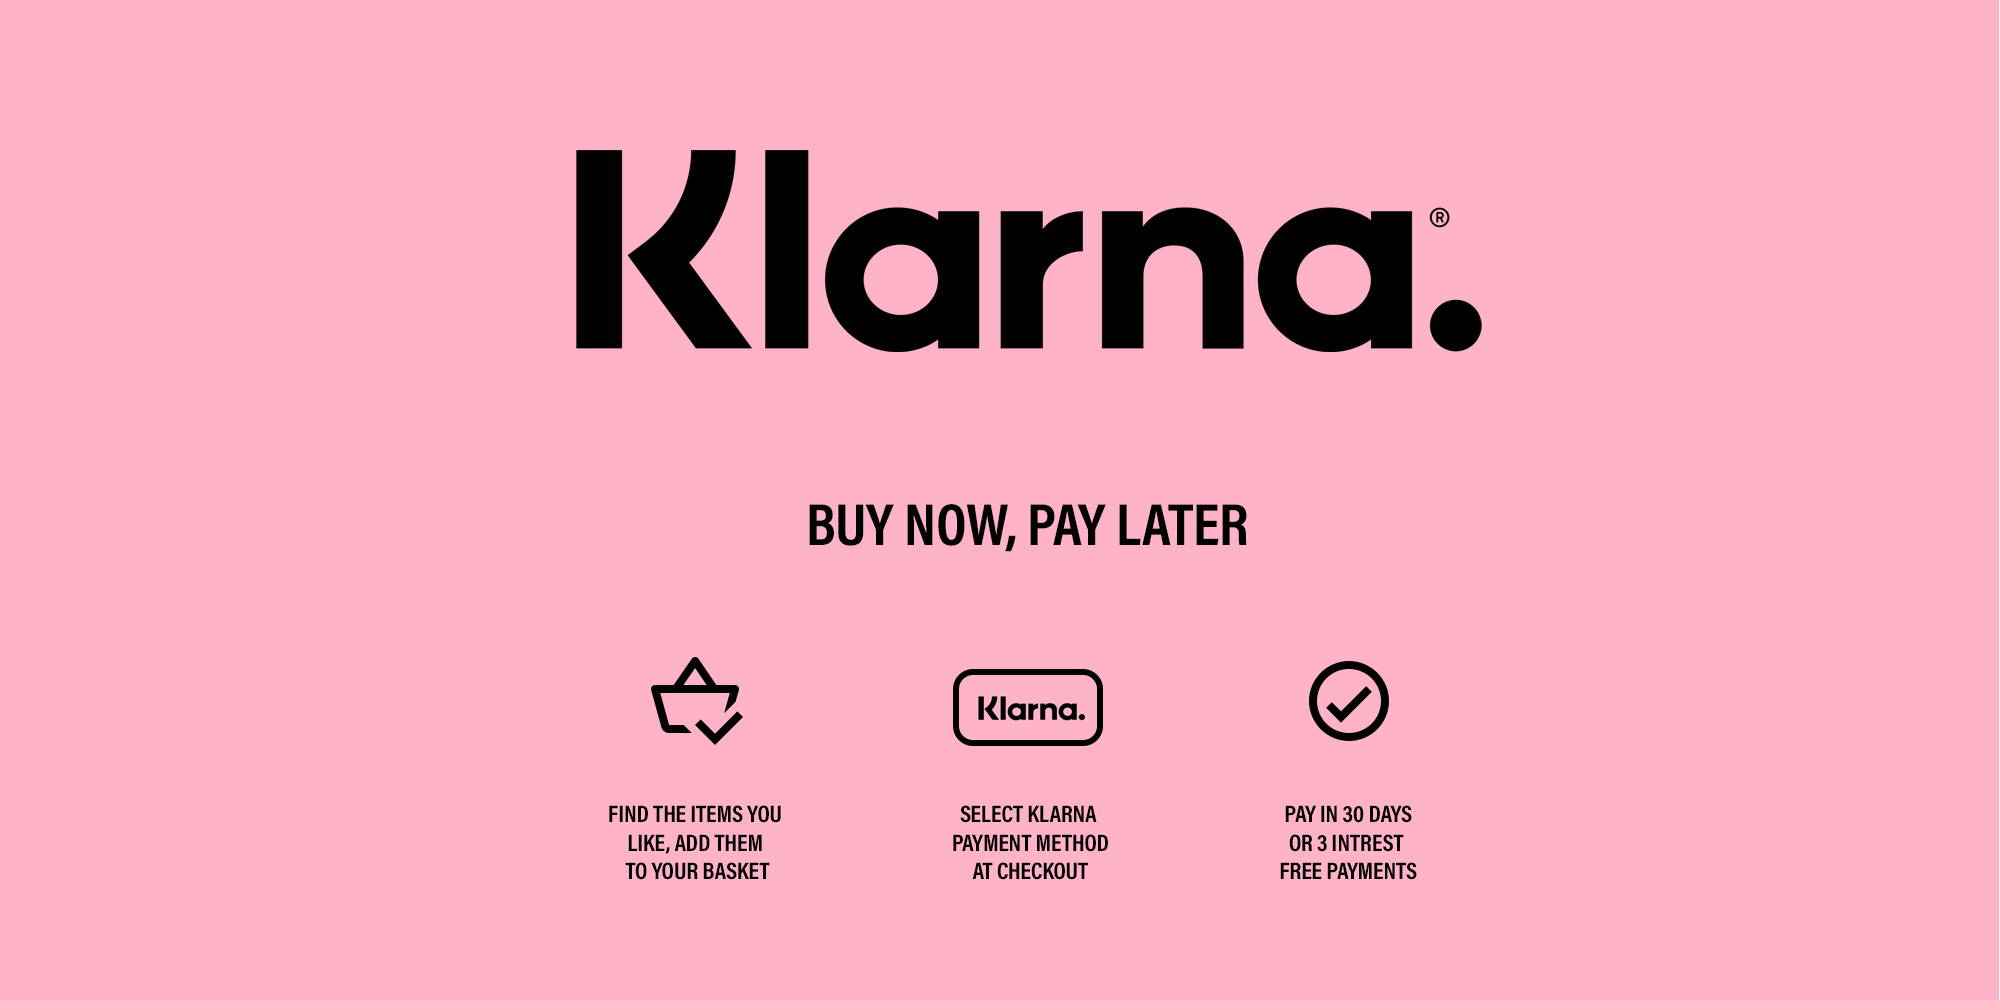 Klarna.®
BUY NOW, PAY LATER
Klarna.
FIND THE ITEMS YOU
LIKE, ADD THEM
TO YOUR BASKET
SELECT KLARNA
PAYMENT METHOD
AT CHECKOUT
PAY IN 30 DAYS
OR 3 INTREST
FREE PAYMENTS